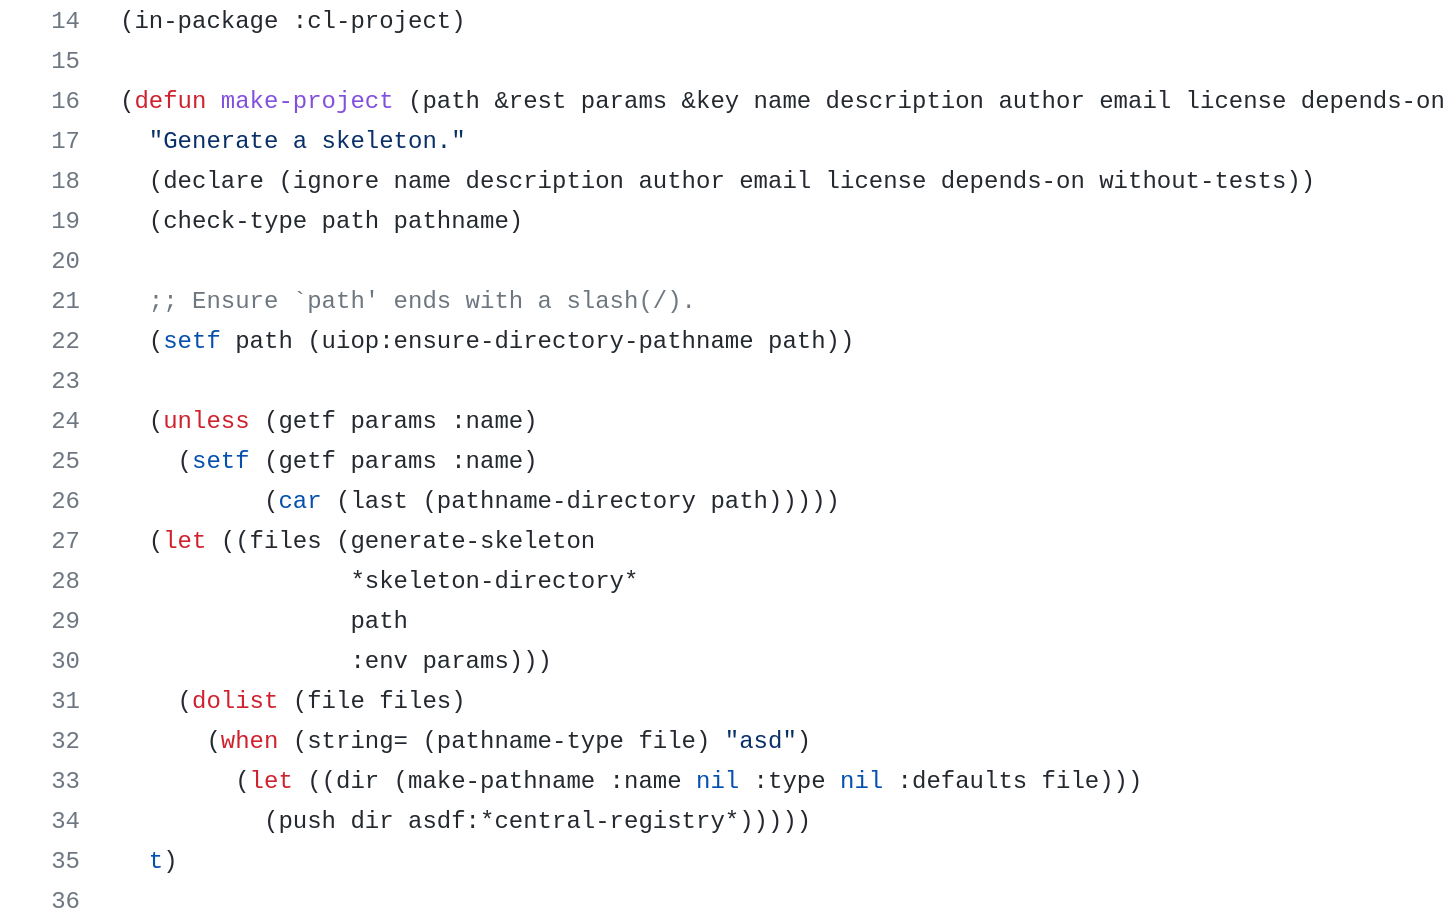 14 (in-package :cl-project)
15
16 (defun make-project (path &rest params &key name description author email license depends-on
17   "Generate a skeleton."
18   (declare (ignore name description author email license depends-on without-tests))
19   (check-type path pathname)
20
21   ;; Ensure `path' ends with a slash(/).
22   (setf path (uiop:ensure-directory-pathname path))
23
24   (unless (getf params :name)
25     (setf (getf params :name)
26           (car (last (pathname-directory path)))))
27   (let ((files (generate-skeleton
28                 *skeleton-directory*
29                 path
30                 :env params)))
31     (dolist (file files)
32       (when (string= (pathname-type file) "asd")
33         (let ((dir (make-pathname :name nil :type nil :defaults file)))
34           (push dir asdf:*central-registry*)))))
35   t)
36